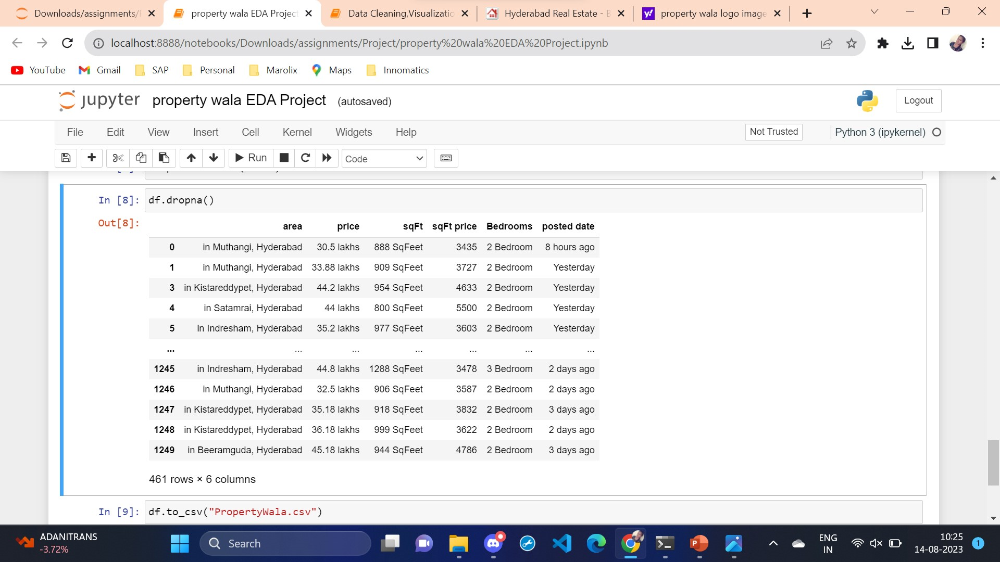 Downloads/assignments/
property wala EDA Project
Data Cleaning,Visualizatio
Hyderabad Real Estate - B
property wala logo image
localhost:8888/notebooks/Downloads/assignments/Project/property%20wala%20EDA%20Project.ipynb
YouTube Gmail SAP Personal Marolix Maps Innomatics
jupyter property wala EDA Project (autosaved)
Logout
File Edit View Insert Cell Kernel Widgets Help
Not Trusted
Python 3 (ipykernel)
Run
Code
In [8]: df.dropna()
Out[8]:
area price sqFt sqFt price Bedrooms posted date
0 in Muthangi, Hyderabad 30.5 lakhs 888 SqFeet 3435 2 Bedroom 8 hours ago
1 in Muthangi, Hyderabad 33.88 lakhs 909 SqFeet 3727 2 Bedroom Yesterday
3 in Kistareddypet, Hyderabad 44.2 lakhs 954 SqFeet 4633 2 Bedroom Yesterday
4 in Satamrai, Hyderabad 44 lakhs 800 SqFeet 5500 2 Bedroom Yesterday
5 in Indresham, Hyderabad 35.2 lakhs 977 SqFeet 3603 2 Bedroom Yesterday
... ... ... ... ... ... ...
1245 in Indresham, Hyderabad 44.8 lakhs 1288 SqFeet 3478 3 Bedroom 2 days ago
1246 in Muthangi, Hyderabad 32.5 lakhs 906 SqFeet 3587 2 Bedroom 2 days ago
1247 in Kistareddypet, Hyderabad 35.18 lakhs 918 SqFeet 3832 2 Bedroom 3 days ago
1248 in Kistareddypet, Hyderabad 36.18 lakhs 999 SqFeet 3622 2 Bedroom 2 days ago
1249 in Beeramguda, Hyderabad 45.18 lakhs 944 SqFeet 4786 2 Bedroom 3 days ago
461 rows × 6 columns
In [9]: df.to_csv("PropertyWala.csv")
ADANITRANS
-3.72%
Search
ENG
IN
10:25
14-08-2023
1